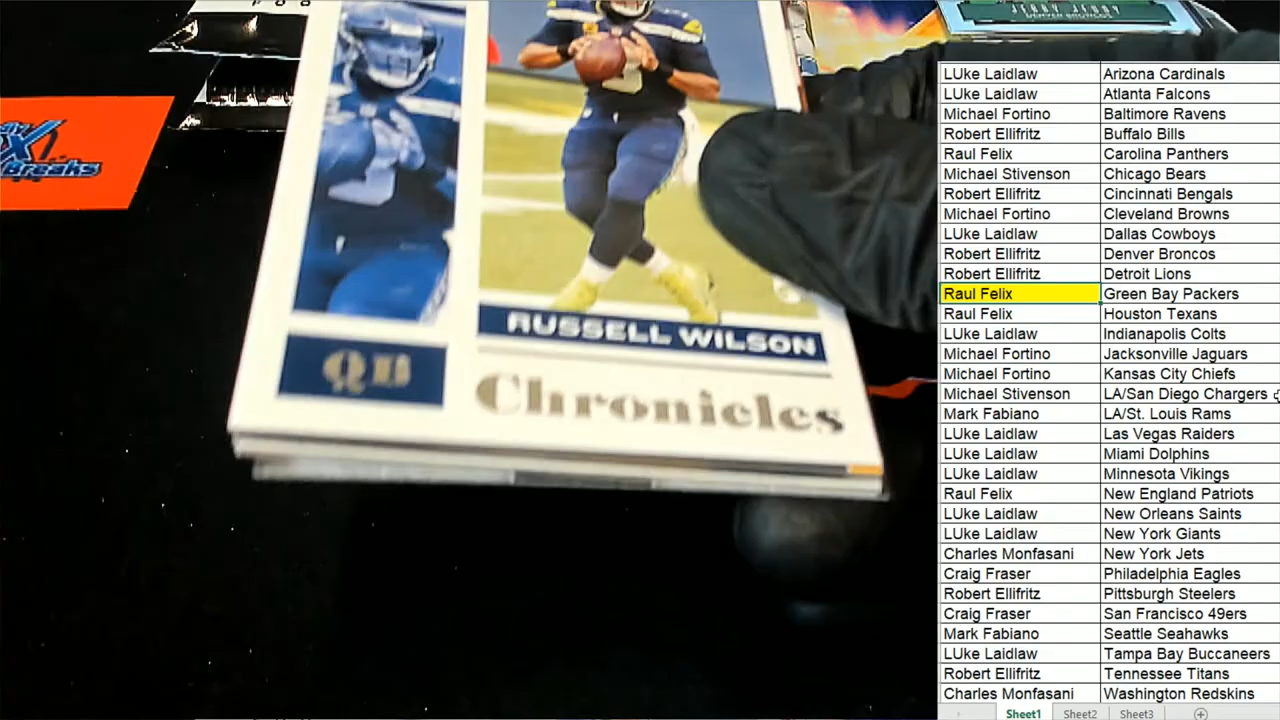 JERRY JEUDY
DENVER BRONCOS
X
Breaks
RUSSELL WILSON
QB
Chronicles
LUke Laidlaw Arizona Cardinals
LUke Laidlaw Atlanta Falcons
Michael Fortino Baltimore Ravens
Robert Ellifritz Buffalo Bills
Raul Felix Carolina Panthers
Michael Stivenson Chicago Bears
Robert Ellifritz Cincinnati Bengals
Michael Fortino Cleveland Browns
LUke Laidlaw Dallas Cowboys
Robert Ellifritz Denver Broncos
Robert Ellifritz Detroit Lions
Raul Felix Green Bay Packers
Raul Felix Houston Texans
LUke Laidlaw Indianapolis Colts
Michael Fortino Jacksonville Jaguars
Michael Fortino Kansas City Chiefs
Michael Stivenson LA/San Diego Chargers
Mark Fabiano LA/St. Louis Rams
LUke Laidlaw Las Vegas Raiders
LUke Laidlaw Miami Dolphins
LUke Laidlaw Minnesota Vikings
Raul Felix New England Patriots
LUke Laidlaw New Orleans Saints
LUke Laidlaw New York Giants
Charles Monfasani New York Jets
Craig Fraser Philadelphia Eagles
Robert Ellifritz Pittsburgh Steelers
Craig Fraser San Francisco 49ers
Mark Fabiano Seattle Seahawks
LUke Laidlaw Tampa Bay Buccaneers
Robert Ellifritz Tennessee Titans
Charles Monfasani Washington Redskins
Sheet1 Sheet2 Sheet3